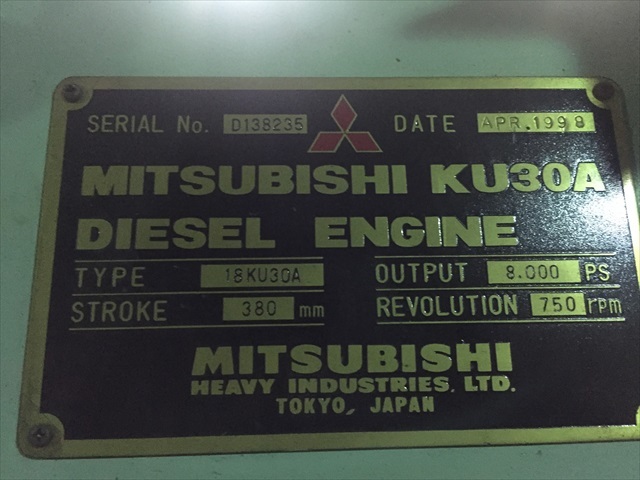 SERIAL No. D138235 DATE APR.1998
MITSUBISHI KU30A
DIESEL ENGINE
TYPE 18KU30A OUTPUT 8.000 PS
STROKE 380 mm REVOLUTION 750 rpm
MITSUBISHI
HEAVY INDUSTRIES, LTD.
TOKYO, JAPAN